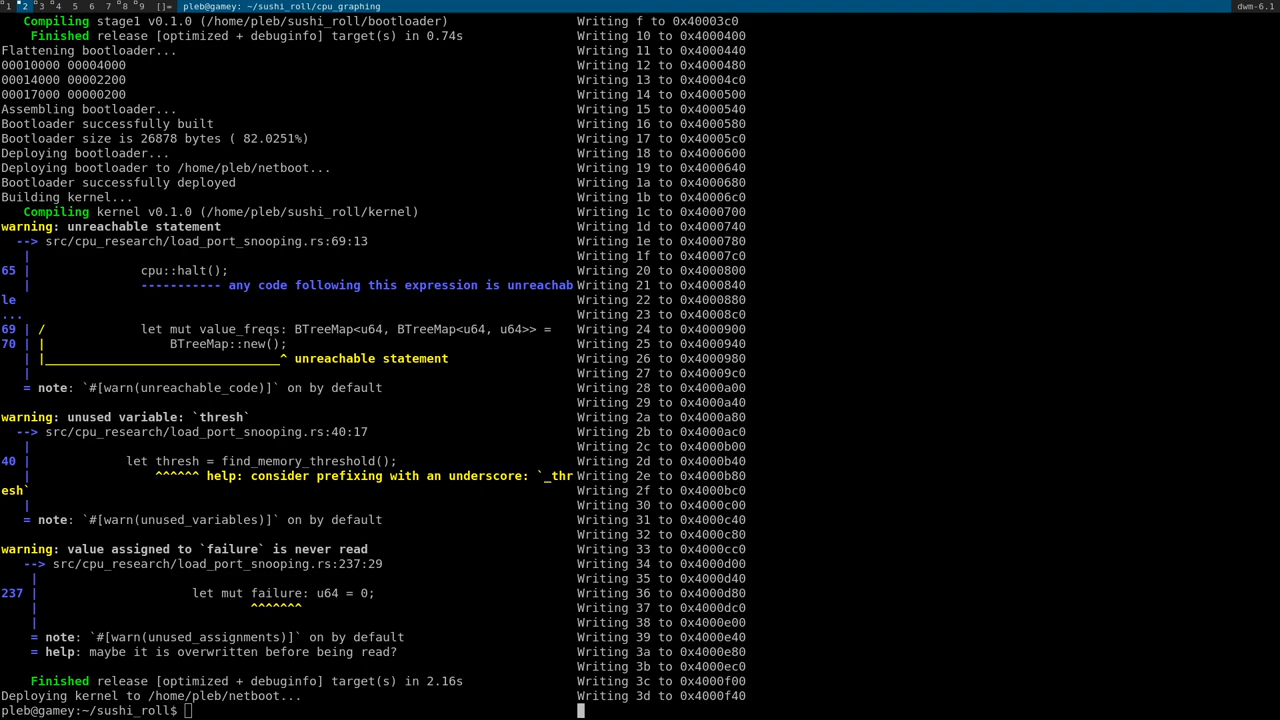 1 2 3 4 5 6 7 8 9 []= pleb@gamey: ~/sushi_roll/cpu_graphing dwm-6.1
   Compiling stage1 v0.1.0 (/home/pleb/sushi_roll/bootloader)
    Finished release [optimized + debuginfo] target(s) in 0.74s
Flattening bootloader...
00010000 00004000
00014000 00002200
00017000 00000200
Assembling bootloader...
Bootloader successfully built
Bootloader size is 26878 bytes ( 82.0251%)
Deploying bootloader...
Deploying bootloader to /home/pleb/netboot...
Bootloader successfully deployed
Building kernel...
   Compiling kernel v0.1.0 (/home/pleb/sushi_roll/kernel)
warning: unreachable statement
  --> src/cpu_research/load_port_snooping.rs:69:13
   |
65 |               cpu::halt();
   |               ----------- any code following this expression is unreachab
le
...
69 | /             let mut value_freqs: BTreeMap<u64, BTreeMap<u64, u64>> =
70 | |                 BTreeMap::new();
   | |________________________________^ unreachable statement
   |
   = note: `#[warn(unreachable_code)]` on by default

warning: unused variable: `thresh`
  --> src/cpu_research/load_port_snooping.rs:40:17
   |
40 |             let thresh = find_memory_threshold();
   |                 ^^^^^^ help: consider prefixing with an underscore: `_thr
esh`
   |
   = note: `#[warn(unused_variables)]` on by default

warning: value assigned to `failure` is never read
   --> src/cpu_research/load_port_snooping.rs:237:29
    |
237 |                     let mut failure: u64 = 0;
    |                             ^^^^^^^
    |
    = note: `#[warn(unused_assignments)]` on by default
    = help: maybe it is overwritten before being read?

    Finished release [optimized + debuginfo] target(s) in 2.16s
Deploying kernel to /home/pleb/netboot...
pleb@gamey:~/sushi_roll$
Writing f to 0x40003c0
Writing 10 to 0x4000400
Writing 11 to 0x4000440
Writing 12 to 0x4000480
Writing 13 to 0x40004c0
Writing 14 to 0x4000500
Writing 15 to 0x4000540
Writing 16 to 0x4000580
Writing 17 to 0x40005c0
Writing 18 to 0x4000600
Writing 19 to 0x4000640
Writing 1a to 0x4000680
Writing 1b to 0x40006c0
Writing 1c to 0x4000700
Writing 1d to 0x4000740
Writing 1e to 0x4000780
Writing 1f to 0x40007c0
Writing 20 to 0x4000800
Writing 21 to 0x4000840
Writing 22 to 0x4000880
Writing 23 to 0x40008c0
Writing 24 to 0x4000900
Writing 25 to 0x4000940
Writing 26 to 0x4000980
Writing 27 to 0x40009c0
Writing 28 to 0x4000a00
Writing 29 to 0x4000a40
Writing 2a to 0x4000a80
Writing 2b to 0x4000ac0
Writing 2c to 0x4000b00
Writing 2d to 0x4000b40
Writing 2e to 0x4000b80
Writing 2f to 0x4000bc0
Writing 30 to 0x4000c00
Writing 31 to 0x4000c40
Writing 32 to 0x4000c80
Writing 33 to 0x4000cc0
Writing 34 to 0x4000d00
Writing 35 to 0x4000d40
Writing 36 to 0x4000d80
Writing 37 to 0x4000dc0
Writing 38 to 0x4000e00
Writing 39 to 0x4000e40
Writing 3a to 0x4000e80
Writing 3b to 0x4000ec0
Writing 3c to 0x4000f00
Writing 3d to 0x4000f40